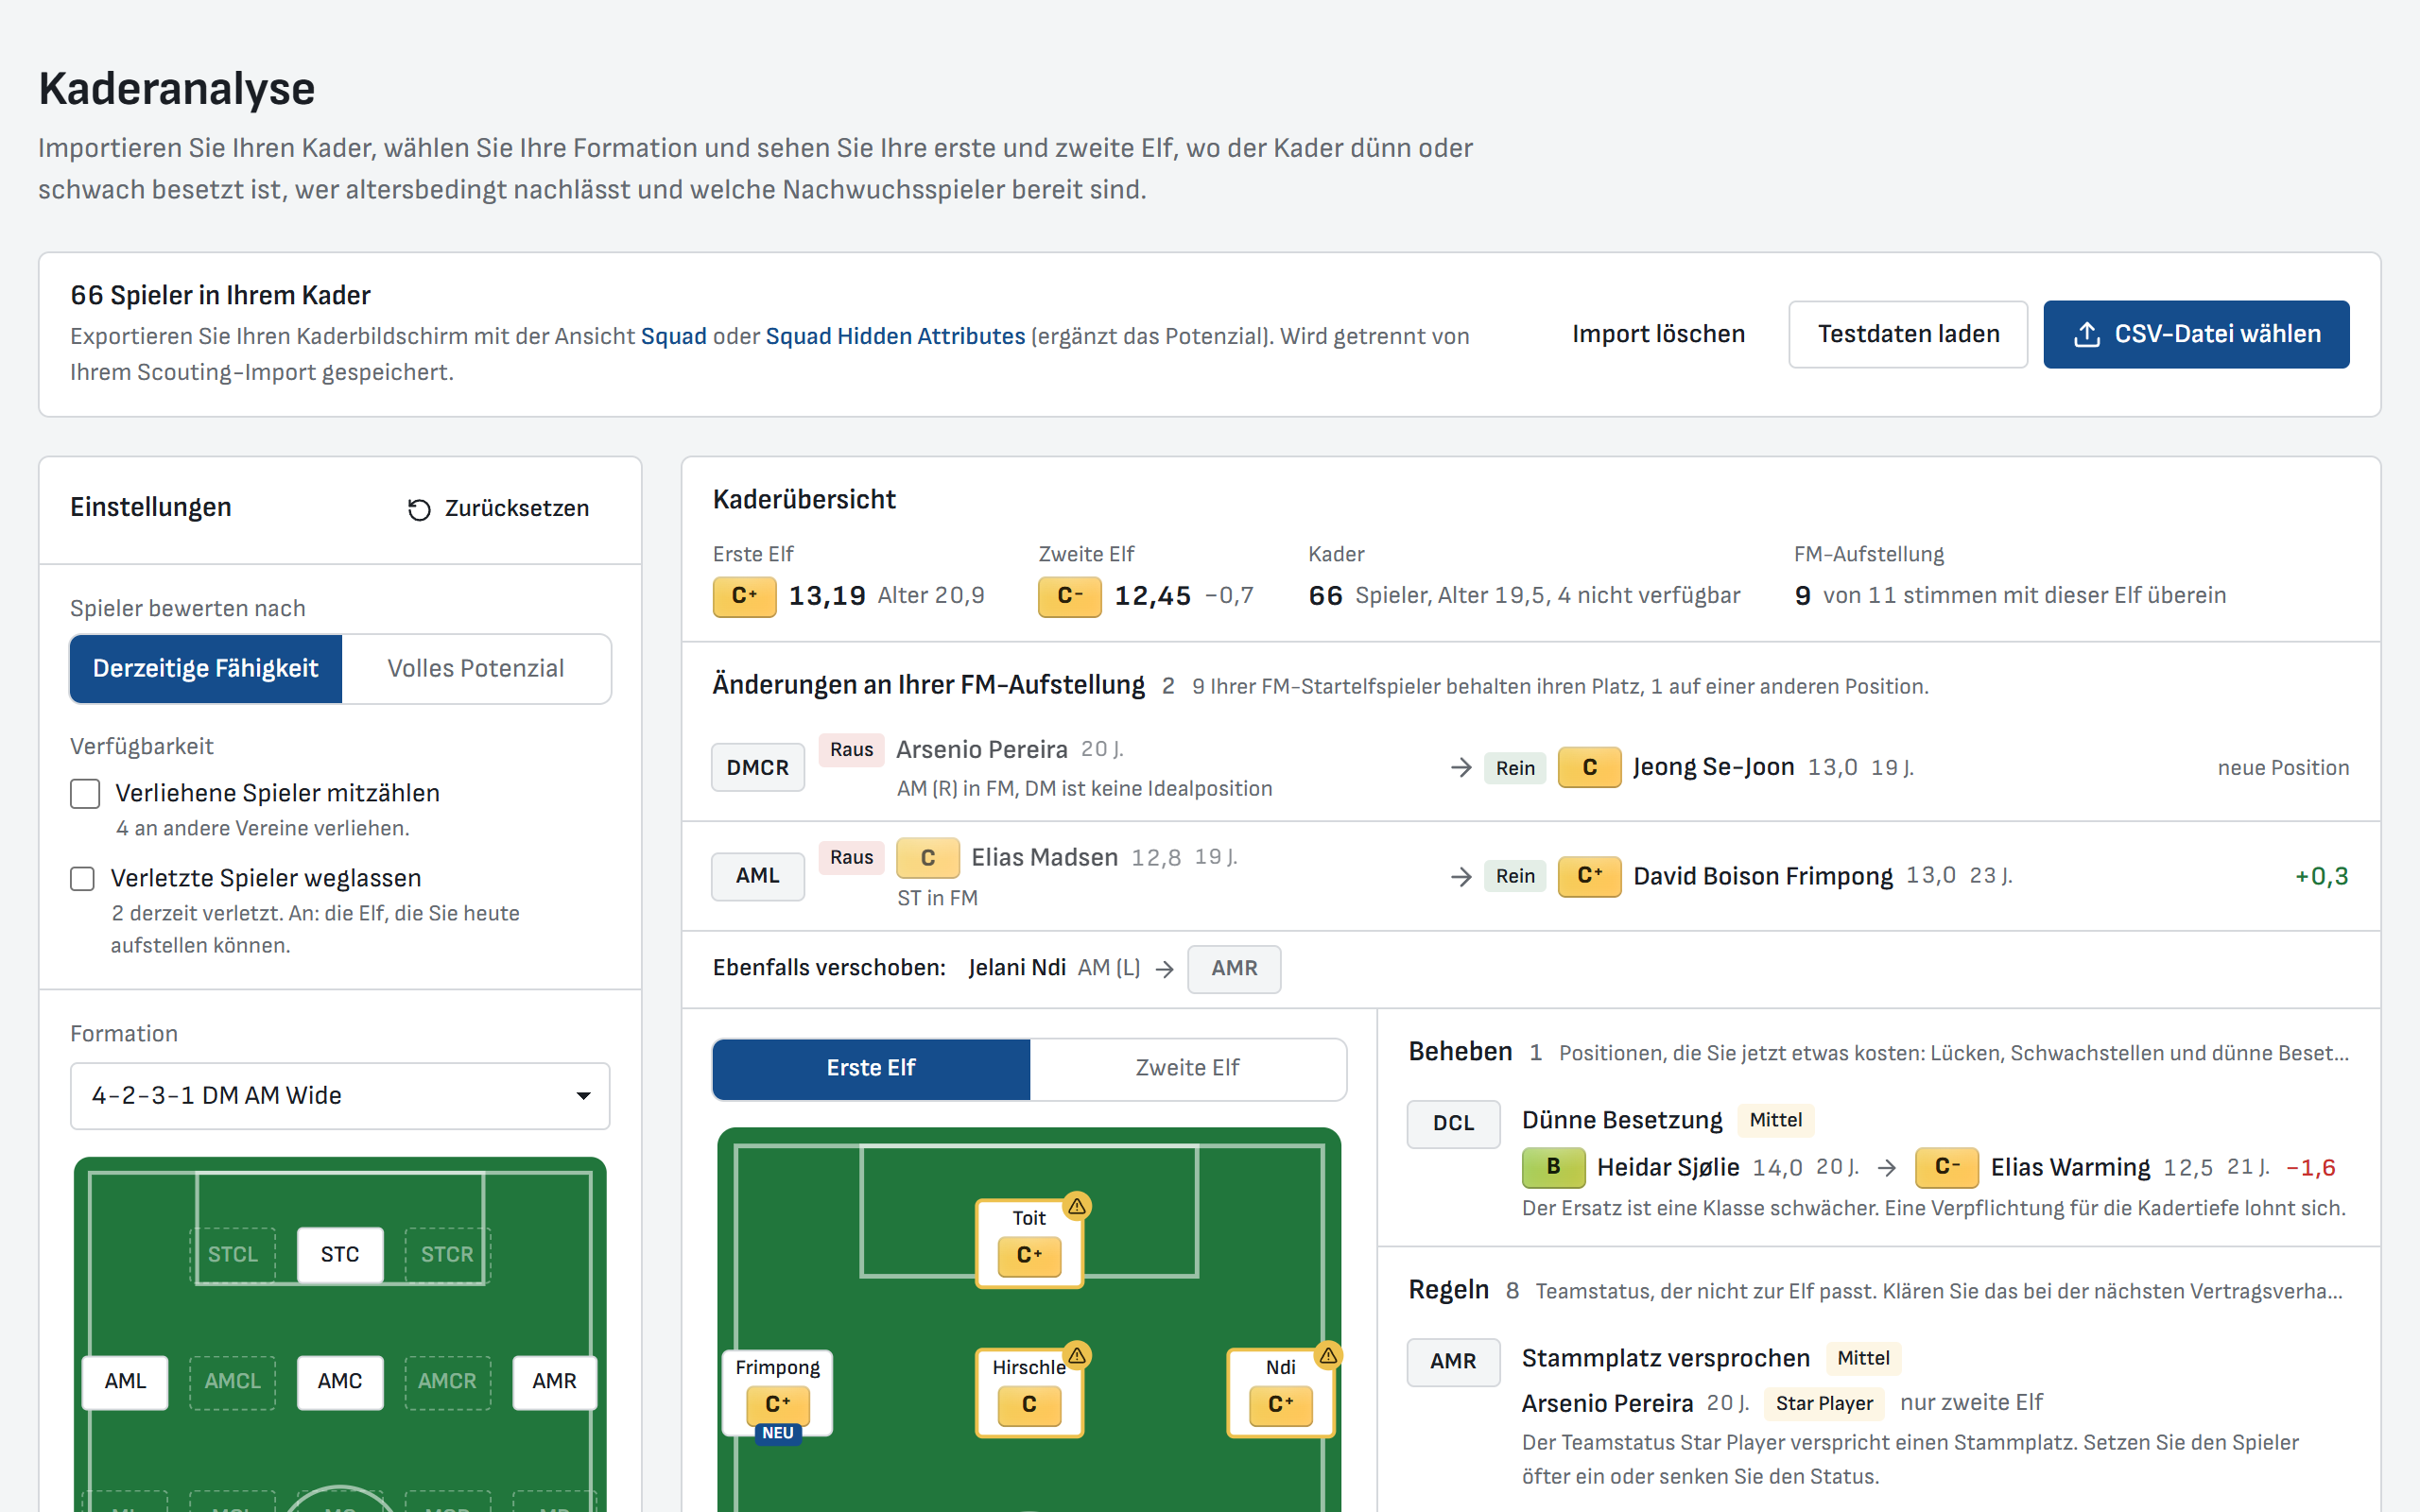 Kaderanalyse
Importieren Sie Ihren Kader, wählen Sie Ihre Formation und sehen Sie Ihre erste und zweite Elf, wo der Kader dünn oder
schwach besetzt ist, wer altersbedingt nachlässt und welche Nachwuchsspieler bereit sind.
66 Spieler in Ihrem Kader
Exportieren Sie Ihren Kaderbildschirm mit der Ansicht Squad oder Squad Hidden Attributes (ergänzt das Potenzial). Wird getrennt von
Ihrem Scouting-Import gespeichert.
Import löschen
Testdaten laden
CSV-Datei wählen
Einstellungen
Zurücksetzen
Spieler bewerten nach
Derzeitige Fähigkeit
Volles Potenzial
Verfügbarkeit
Verliehene Spieler mitzählen
4 an andere Vereine verliehen.
Verletzte Spieler weglassen
2 derzeit verletzt. An: die Elf, die Sie heute
aufstellen können.
Formation
4-2-3-1 DM AM Wide
STCL STC STCR
AML AMCL AMC AMCR AMR
Kaderübersicht
Erste Elf
C+ 13,19 Alter 20,9
Zweite Elf
C- 12,45 −0,7
Kader
66 Spieler, Alter 19,5, 4 nicht verfügbar
FM-Aufstellung
9 von 11 stimmen mit dieser Elf überein
Änderungen an Ihrer FM-Aufstellung 2 9 Ihrer FM-Startelfspieler behalten ihren Platz, 1 auf einer anderen Position.
DMCR Raus Arsenio Pereira 20 J.
AM (R) in FM, DM ist keine Idealposition
→ Rein C Jeong Se-Joon 13,0 19 J. neue Position
AML Raus C Elias Madsen 12,8 19 J.
ST in FM
→ Rein C+ David Boison Frimpong 13,0 23 J. +0,3
Ebenfalls verschoben: Jelani Ndi AM (L) → AMR
Erste Elf
Zweite Elf
Toit
C+
Frimpong
C+
NEU
Hirschle
C
Ndi
C+
Beheben 1 Positionen, die Sie jetzt etwas kosten: Lücken, Schwachstellen und dünne Beset...
DCL Dünne Besetzung Mittel
B Heidar Sjølie 14,0 20 J. → C- Elias Warming 12,5 21 J. −1,6
Der Ersatz ist eine Klasse schwächer. Eine Verpflichtung für die Kadertiefe lohnt sich.
Regeln 8 Teamstatus, der nicht zur Elf passt. Klären Sie das bei der nächsten Vertragsverha...
AMR Stammplatz versprochen Mittel
Arsenio Pereira 20 J. Star Player nur zweite Elf
Der Teamstatus Star Player verspricht einen Stammplatz. Setzen Sie den Spieler
öfter ein oder senken Sie den Status.